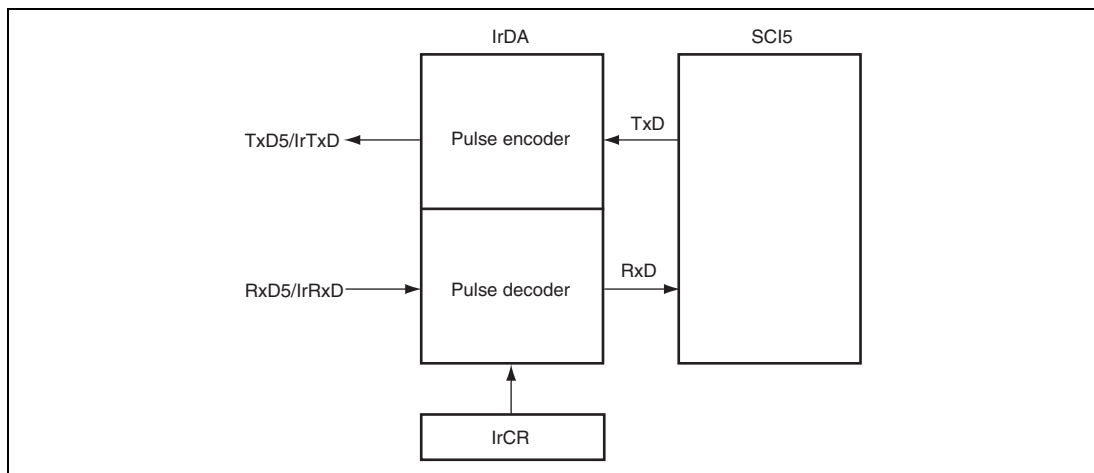 IrDA
SCI5
TxD5/IrTxD
Pulse encoder
TxD
RxD5/IrRxD
Pulse decoder
RxD
IrCR